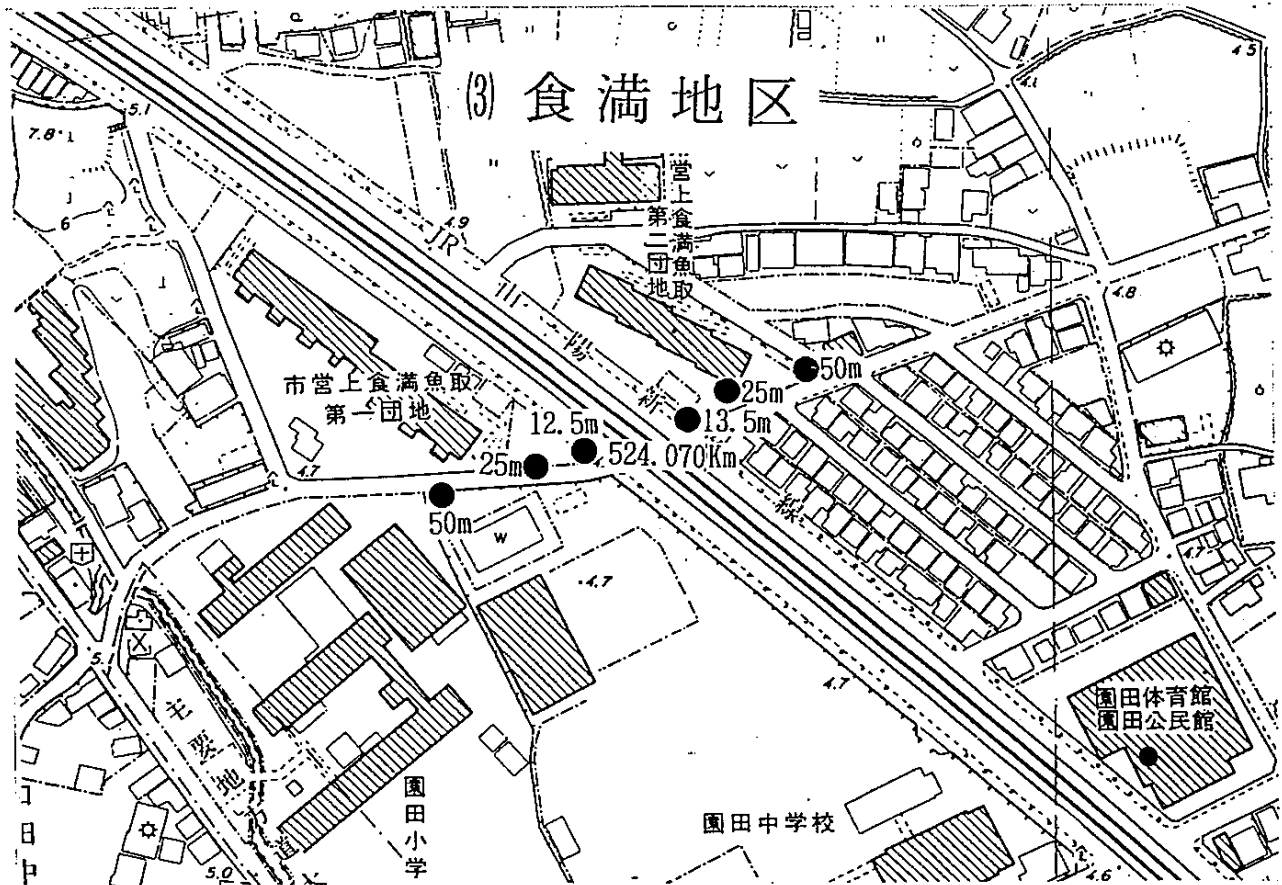 (3) 食満地区
4.5
5.1
4.1
7.8
6
4.9
JR山陽新幹線
営上食満魚取
第二団地
4.8
市営上食満魚取
第一団地
50m
25m
13.5m
12.5m
524.070Km
25m
50m
4.7
W
4.7
4.7
4.7
5.
主要地
園田小学
園田体育館
園田公民館
園田中学校
5.0
4.6